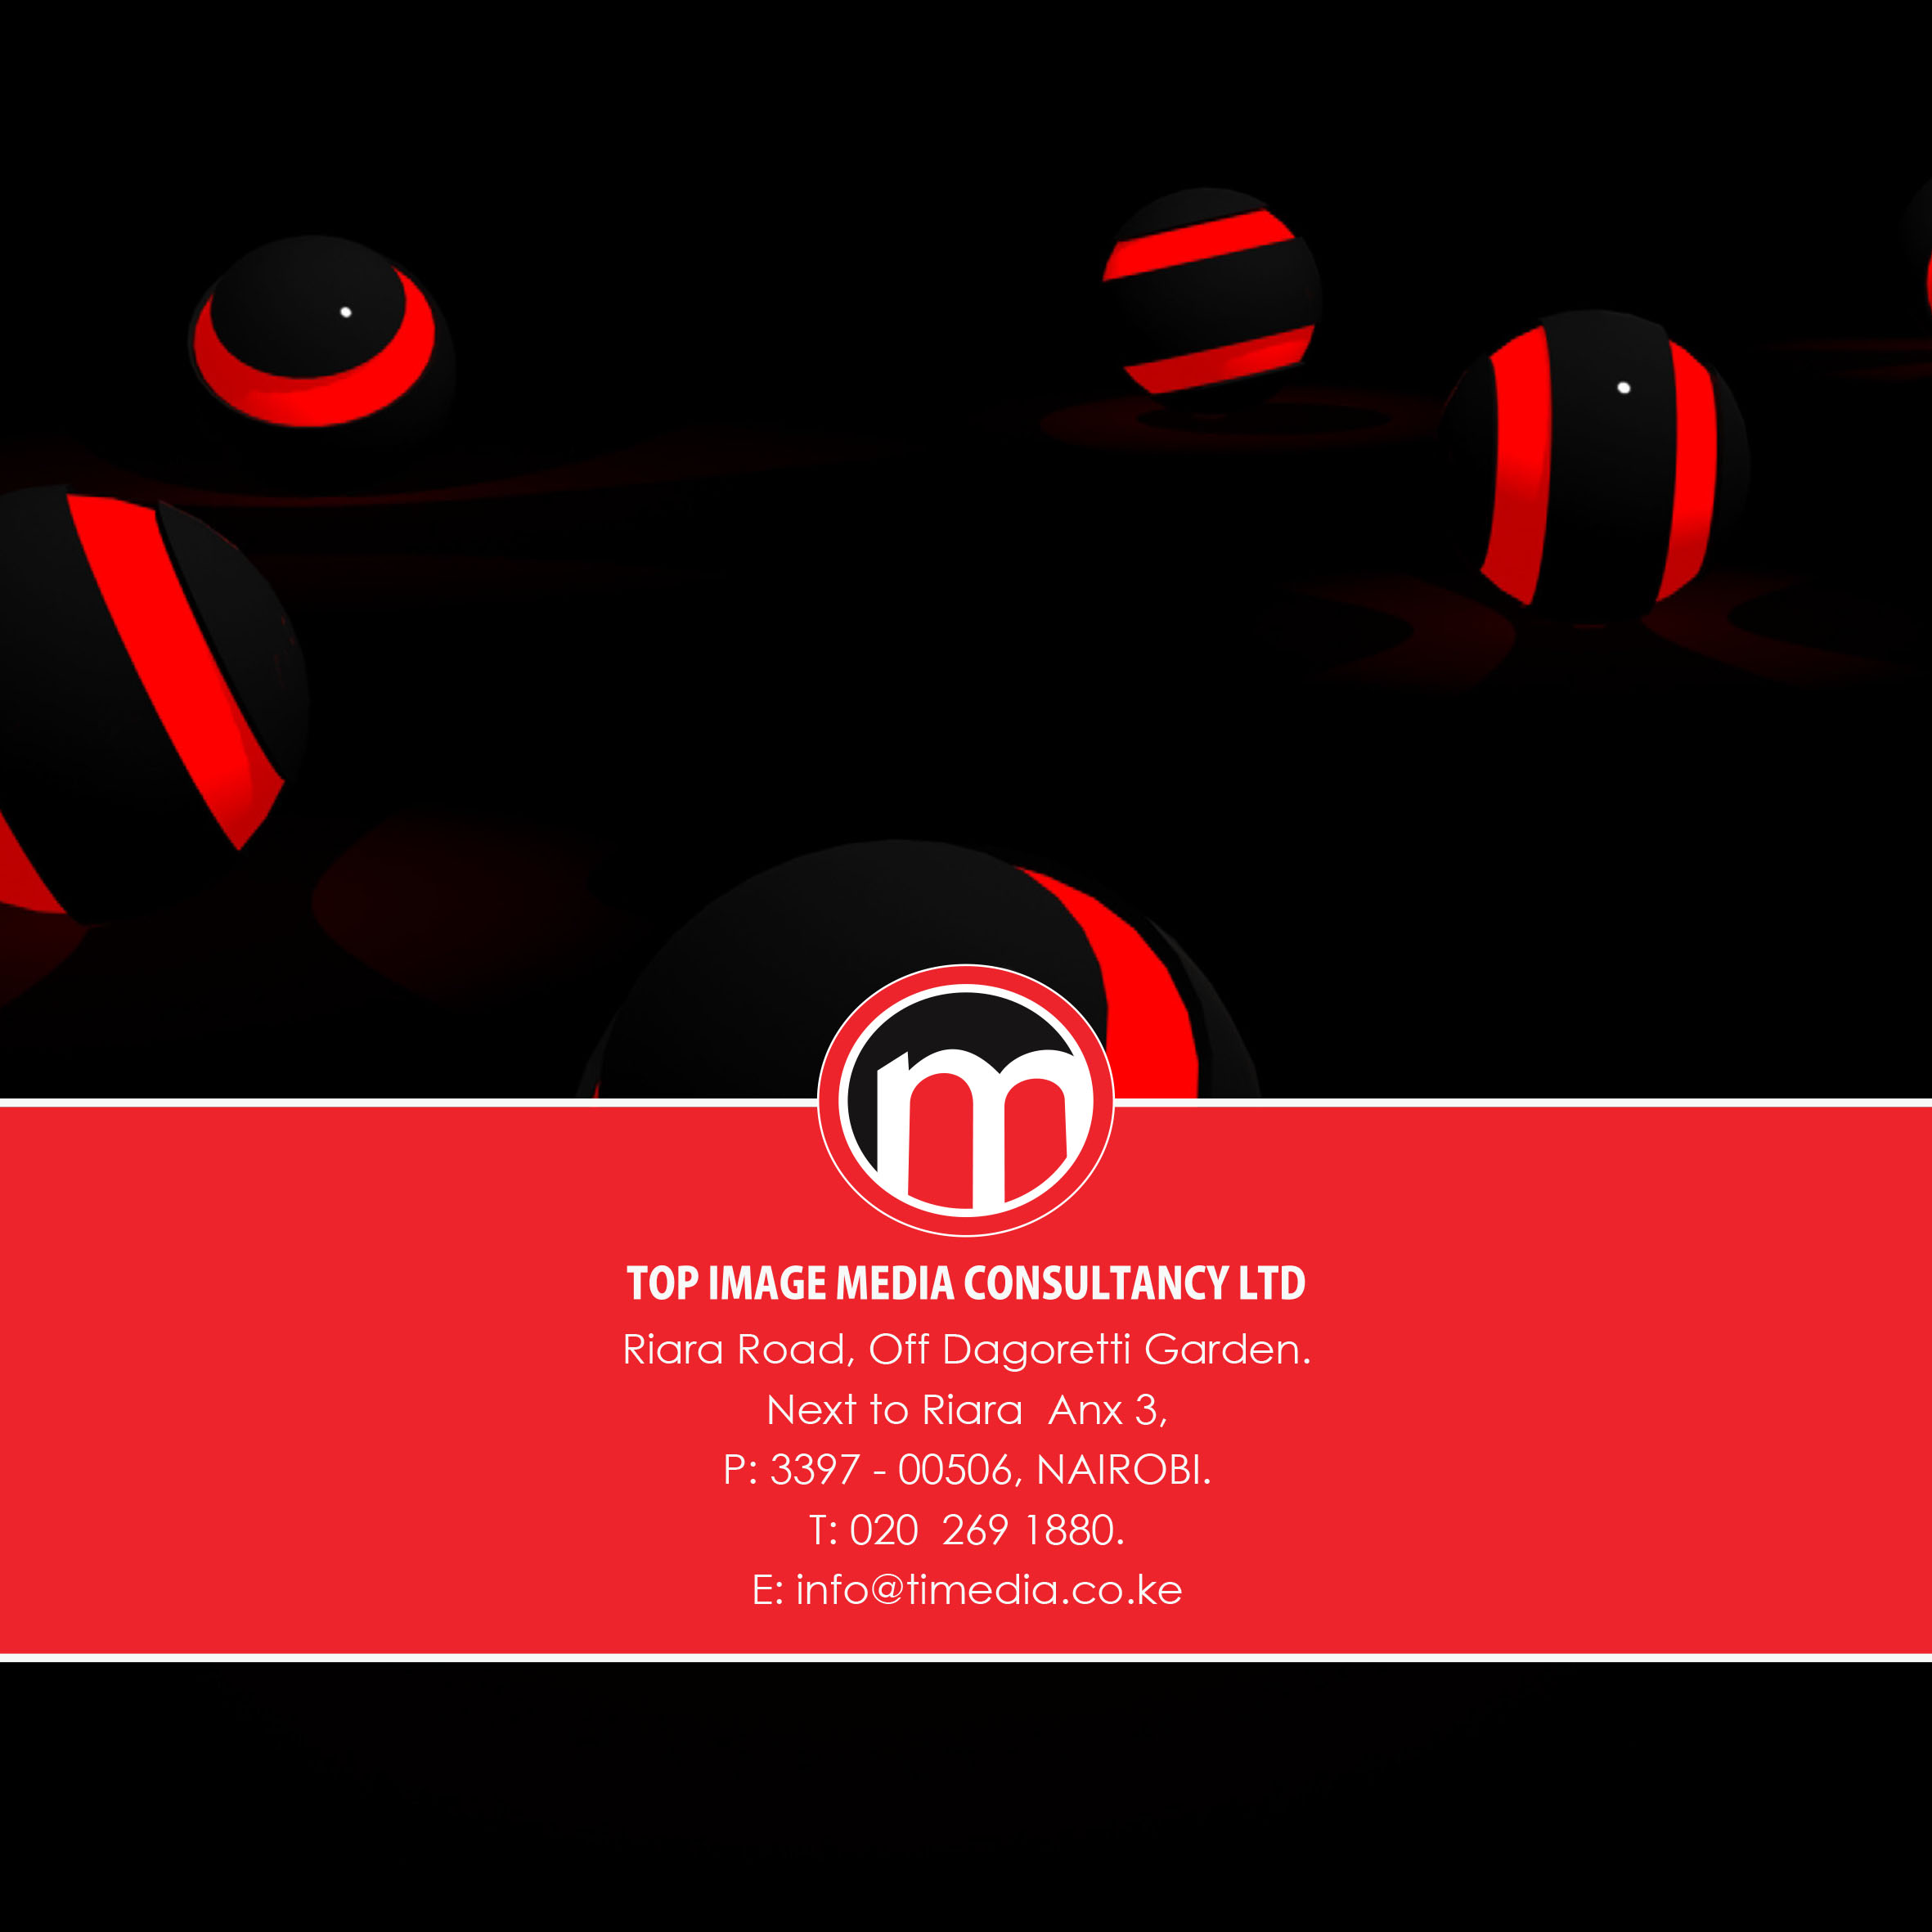 m
TOP IMAGE MEDIA CONSULTANCY LTD
Riara Road, Off Dagoretti Garden.
Next to Riara  Anx 3,
P: 3397 - 00506, NAIROBI.
T: 020  269 1880.
E: info@timedia.co.ke